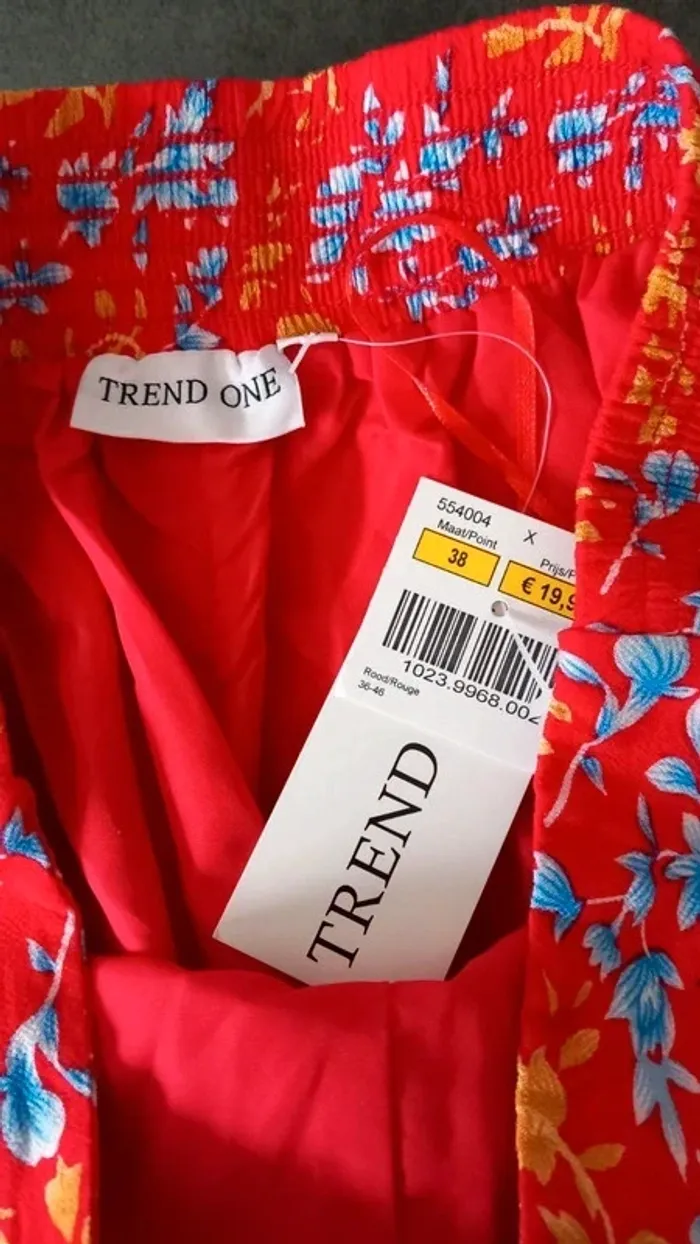 TREND ONE
554004 X
Maat/Point
38
€ 19,9
1023.9968.00
Rood/Rouge
36-46
TREND